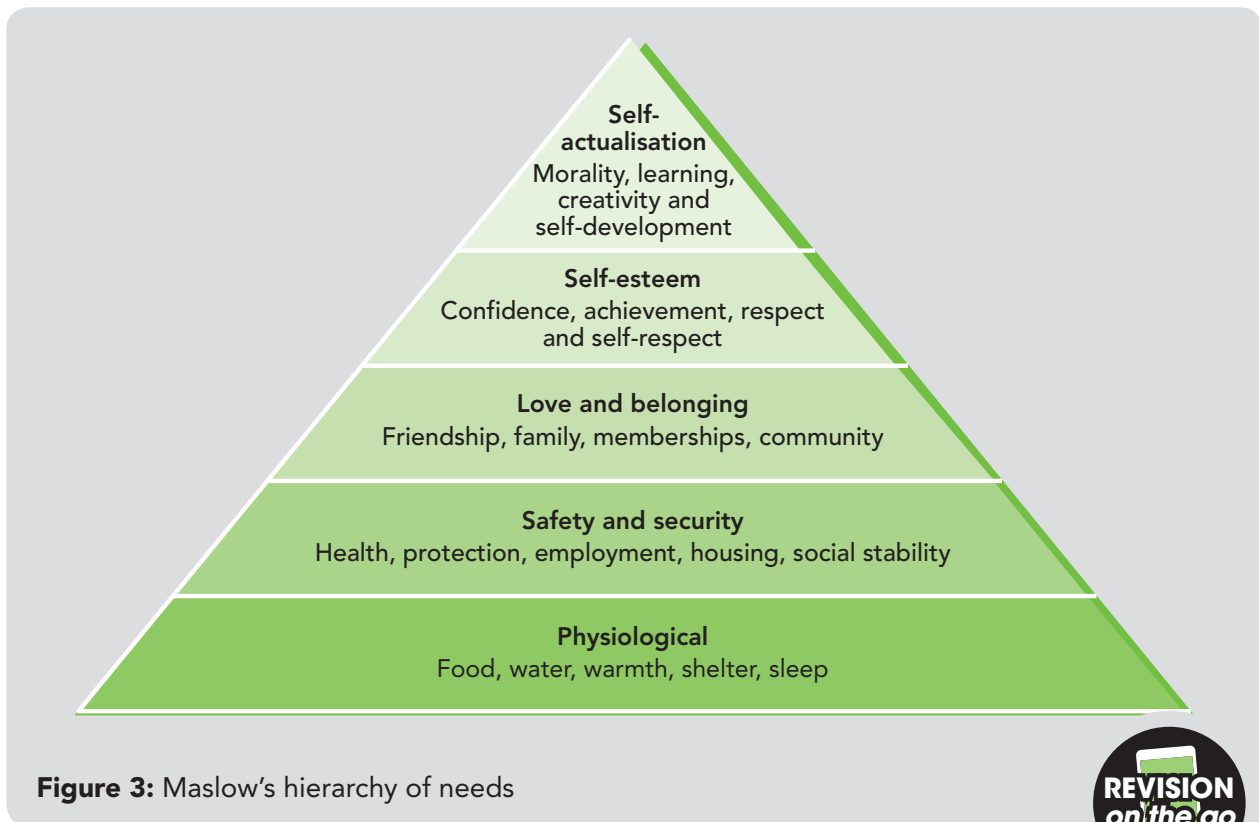 Self-
actualisation
Morality, learning,
creativity and
self-development
Self-esteem
Confidence, achievement, respect
and self-respect
Love and belonging
Friendship, family, memberships, community
Safety and security
Health, protection, employment, housing, social stability
Physiological
Food, water, warmth, shelter, sleep
Figure 3: Maslow's hierarchy of needs
REVISION
on the go